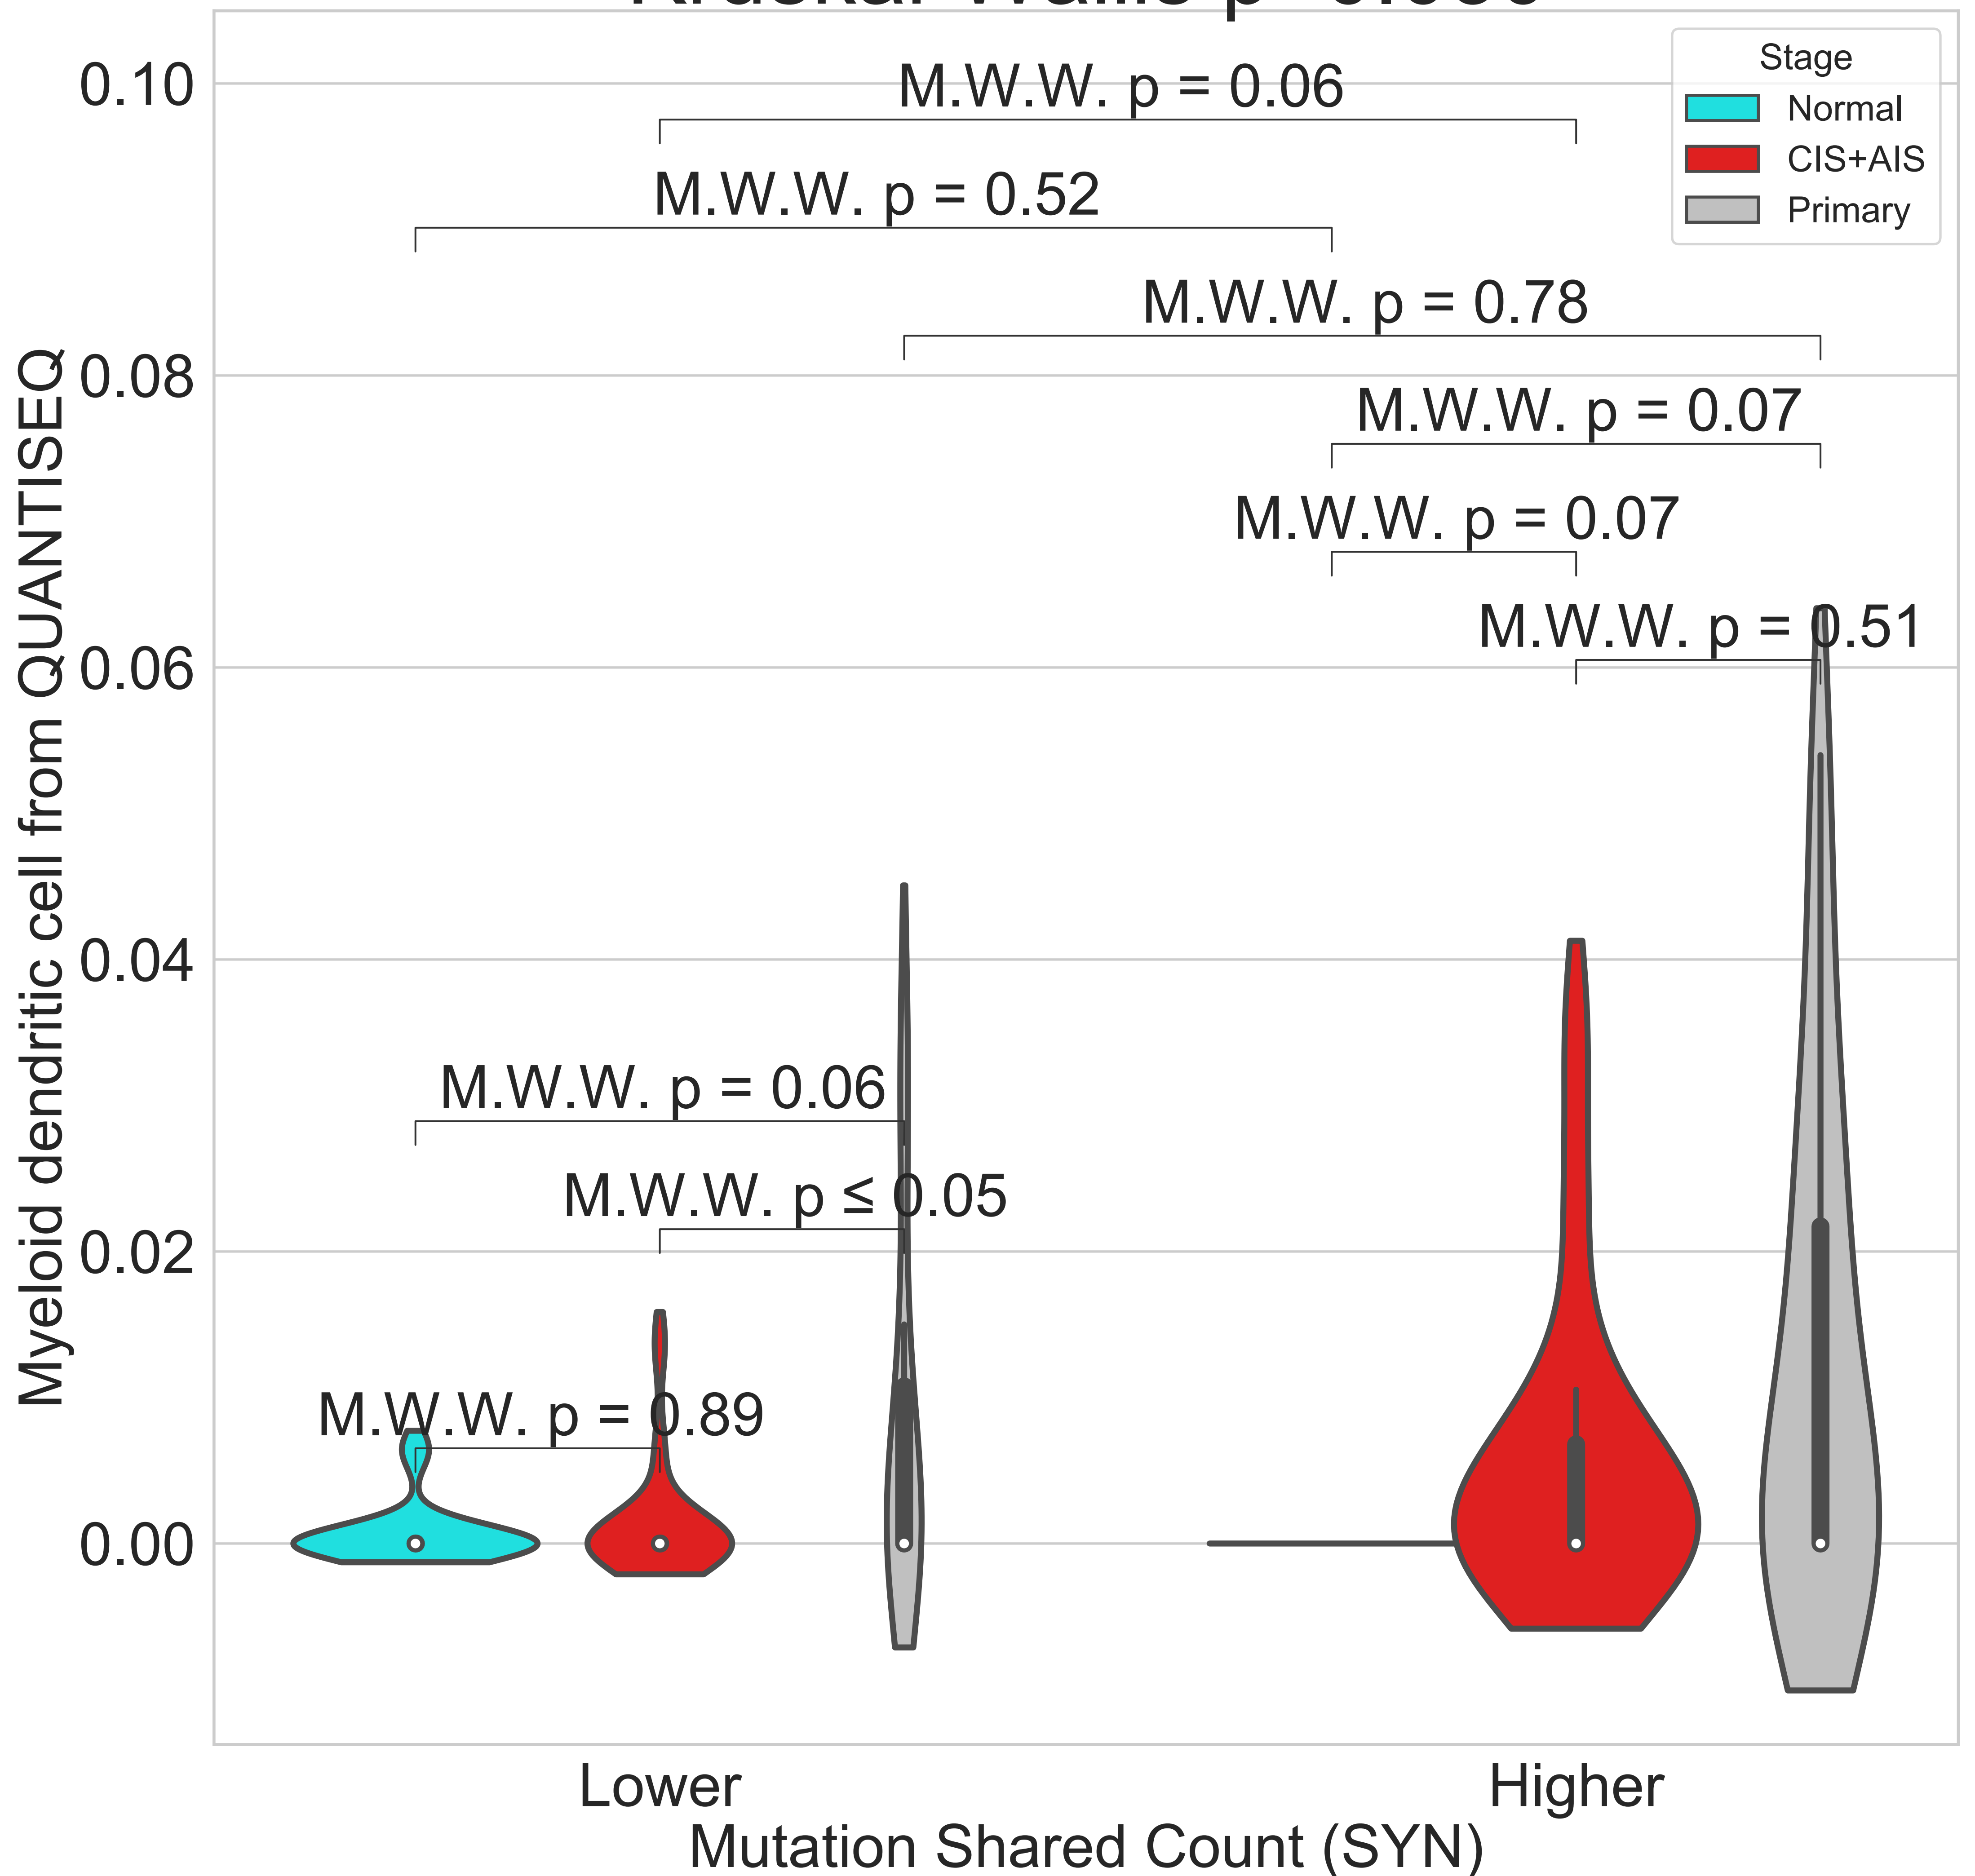 Stage
Normal
CIS+AIS
Primary
M.W.W. p = 0.06
M.W.W. p = 0.52
M.W.W. p = 0.78
M.W.W. p = 0.07
M.W.W. p = 0.07
M.W.W. p = 0.51
M.W.W. p = 0.06
M.W.W. p ≤ 0.05
M.W.W. p = 0.89
0.10
0.08
0.06
0.04
0.02
0.00
Myeloid dendritic cell from QUANTISEQ
Lower
Higher
Mutation Shared Count (SYN)